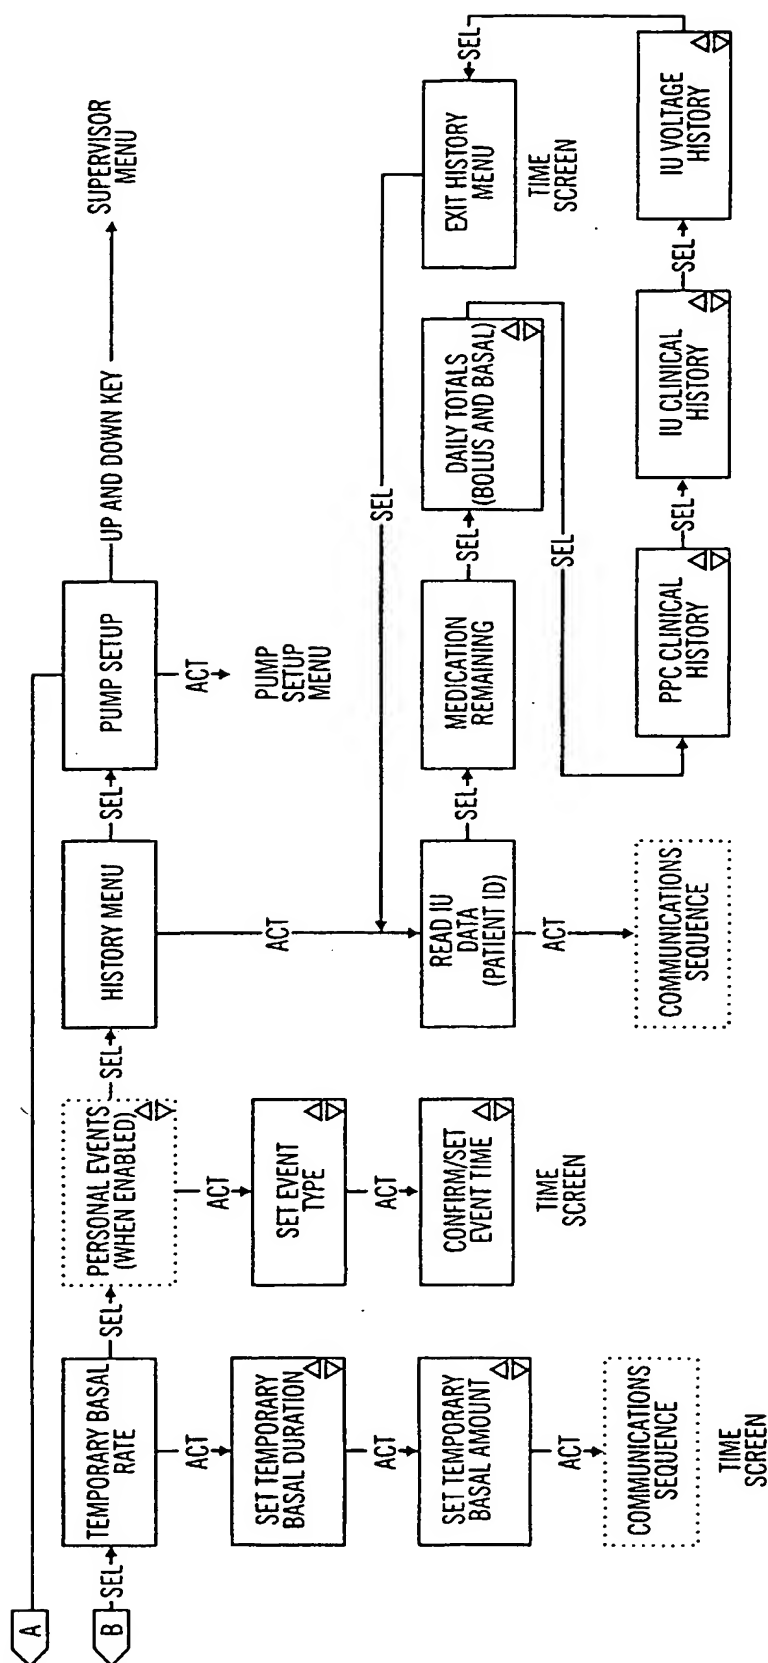 A
B
SEL
TEMPORARY BASAL
RATE
SEL
PERSONAL EVENTS
(WHEN ENABLED)
SEL
HISTORY MENU
SEL
PUMP SETUP
UP AND DOWN KEY
SUPERVISOR
MENU
ACT
SET TEMPORARY
BASAL DURATION
ACT
SET TEMPORARY
BASAL AMOUNT
ACT
COMMUNICATIONS
SEQUENCE
TIME
SCREEN
ACT
SET EVENT
TYPE
ACT
CONFIRM/SET
EVENT TIME
TIME
SCREEN
ACT
PUMP
SETUP
MENU
ACT
SEL
READ IU
DATA
(PATIENT ID)
SEL
MEDICATION
REMAINING
SEL
DAILY TOTALS
(BOLUS AND BASAL)
EXIT HISTORY
MENU
TIME
SCREEN
SEL
ACT
COMMUNICATIONS
SEQUENCE
SEL
PPC CLINICAL
HISTORY
SEL
IU CLINICAL
HISTORY
SEL
IU VOLTAGE
HISTORY